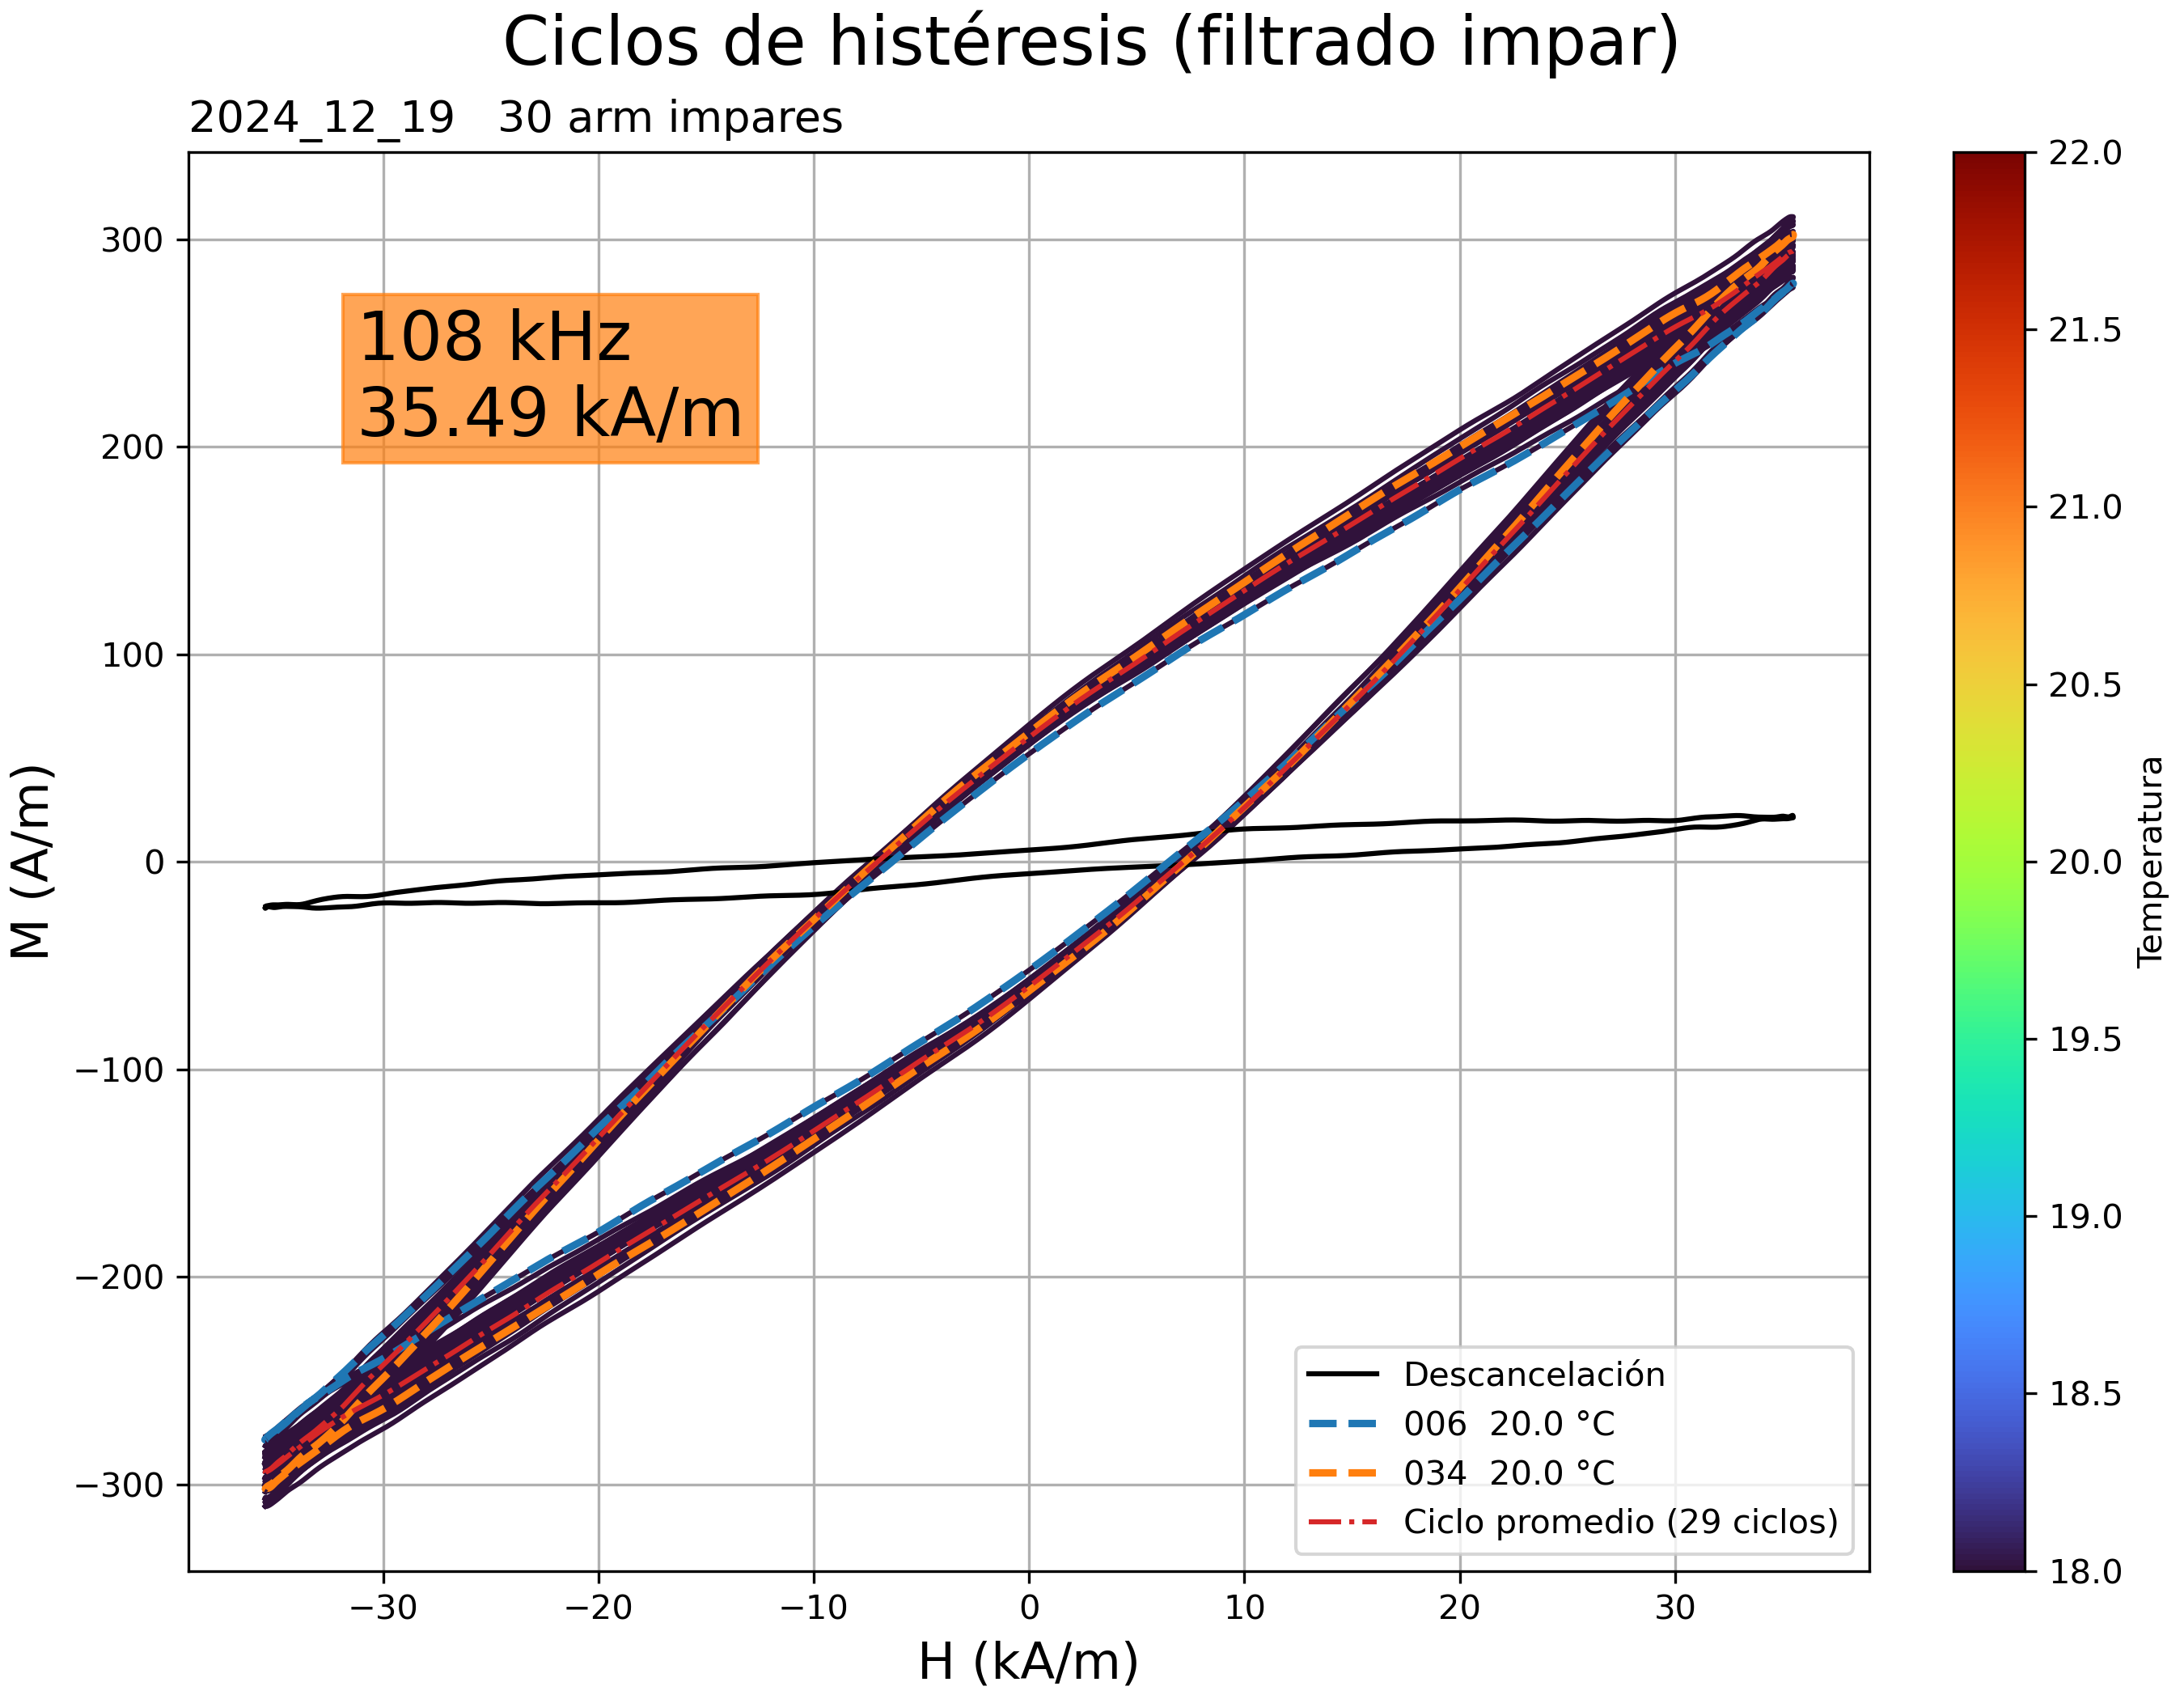 Ciclos de histéresis (filtrado impar)
2024_12_19   30 arm impares
108 kHz
35.49 kA/m
M (A/m)
300
200
100
0
−100
−200
−300
−30
−20
−10
0
10
20
30
H (kA/m)
Descancelación
006  20.0 °C
034  20.0 °C
Ciclo promedio (29 ciclos)
22.0
21.5
21.0
20.5
20.0
19.5
19.0
18.5
18.0
Temperatura